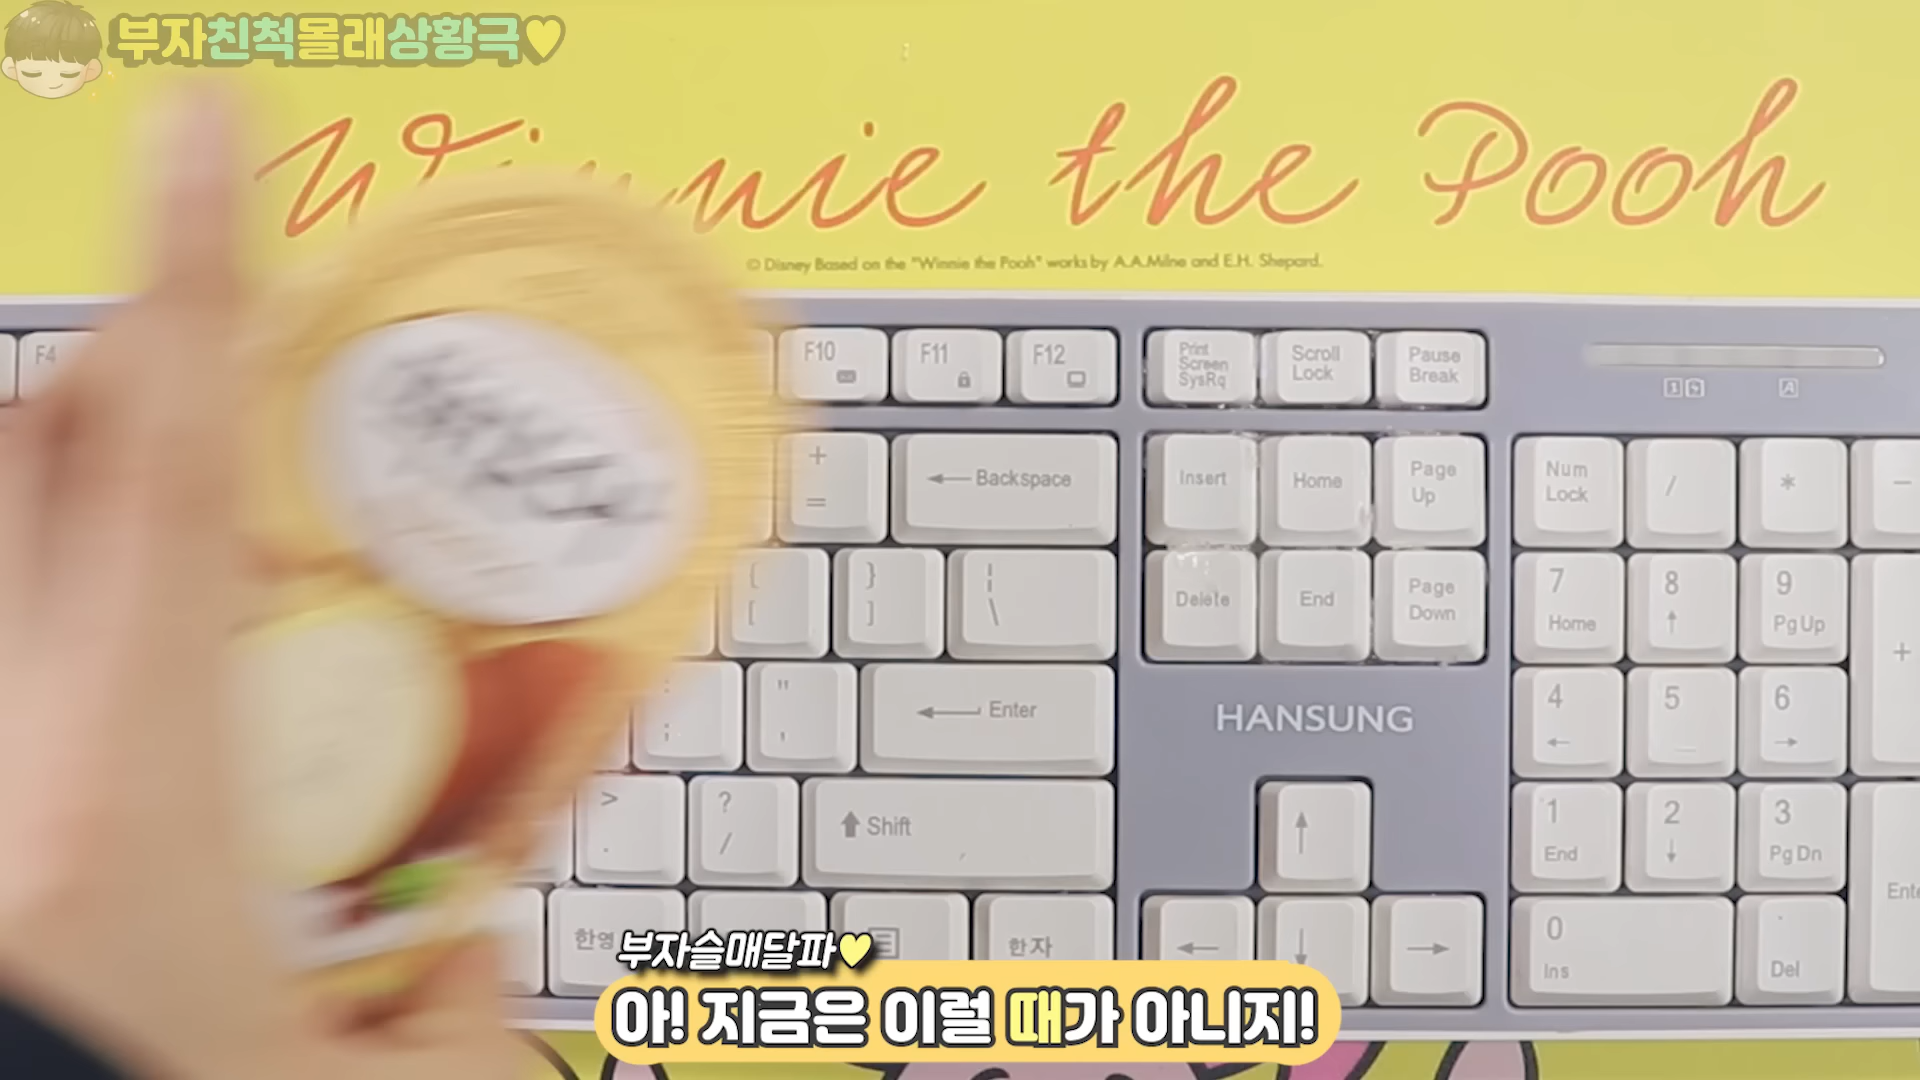 부자친척몰래상황극♥
Winnie the Pooh
© Disney Based on the "Winnie the Pooh" works by A.A.Milne and E.H. Shepard.
F4 F10 F11 F12 Print Screen SysRq Scroll Lock Pause Break
+ = ← Backspace Insert Home Page Up Num Lock / * −
{ [ } ] ¦ \ Delete End Page Down 7 Home 8 ↑ 9 PgUp +
: ; " ' ← Enter HANSUNG 4 ← 5 6 →
> . ? / Shift ↑ 1 End 2 ↓ 3 PgDn
한영 한자 ← ↓ → 0 Ins . Del
부자슬매달파♥
아! 지금은 이럴 때가 아니지!